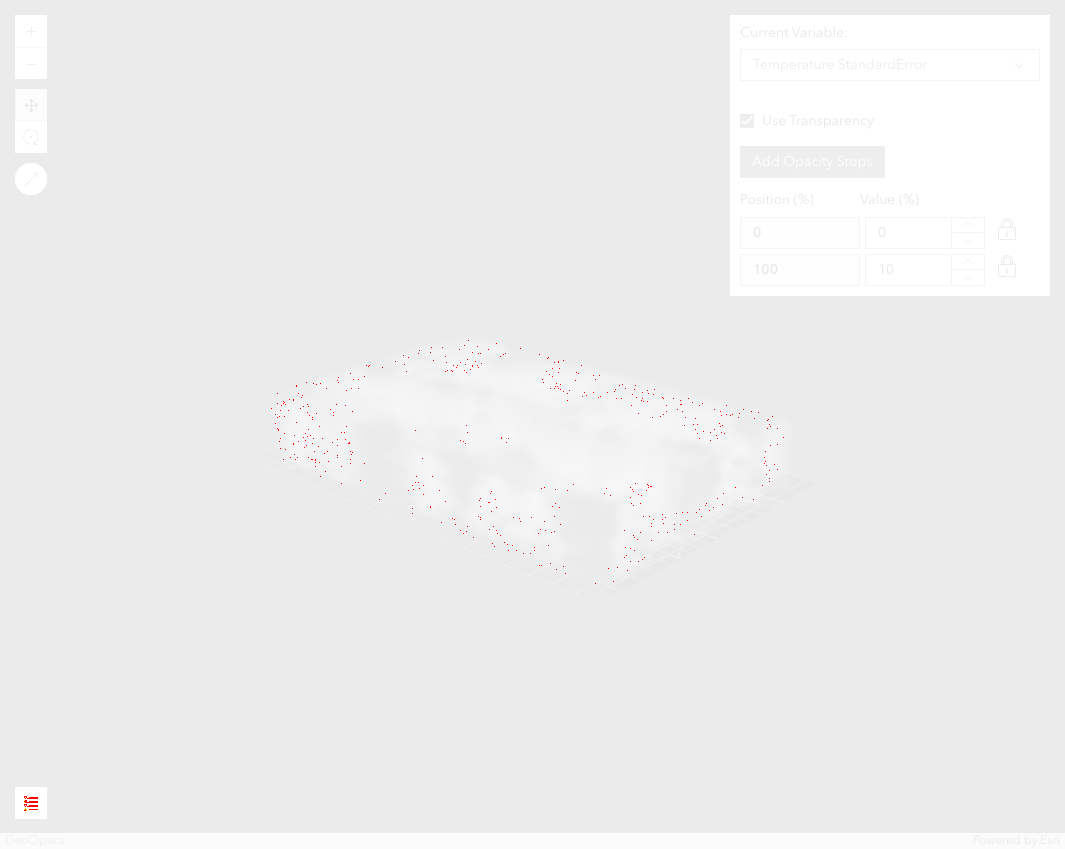 Current Variable:
Temperature StandardError
Use Transparency
Add Opacity Stops
Position (%) Value (%)
0 0
100 10
GeoOptics Powered by Esri